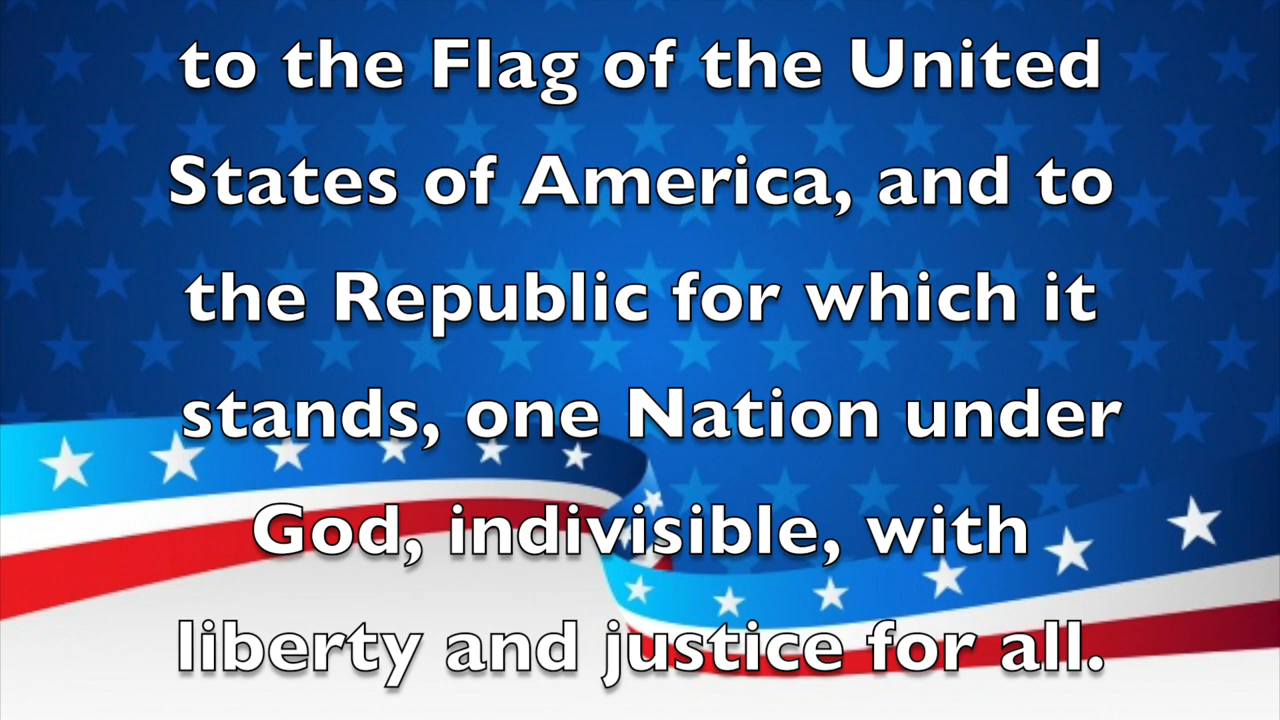 to the Flag of the United
States of America, and to
the Republic for which it
stands, one Nation under
God, indivisible, with
liberty and justice for all.